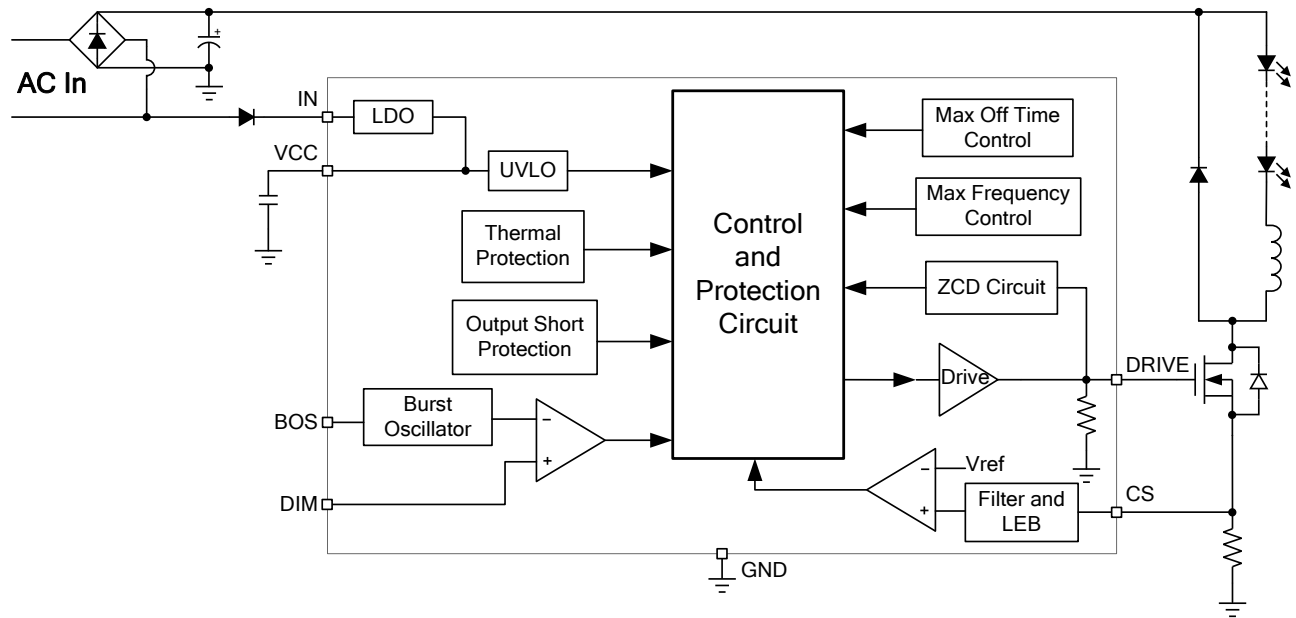 AC In
+
IN
LDO
VCC
UVLO
Thermal
Protection
Output Short
Protection
BOS
Burst
Oscillator
−
+
DIM
Control
and
Protection
Circuit
Max Off Time
Control
Max Frequency
Control
ZCD Circuit
Drive
DRIVE
−
Vref
+
Filter and
LEB
CS
GND